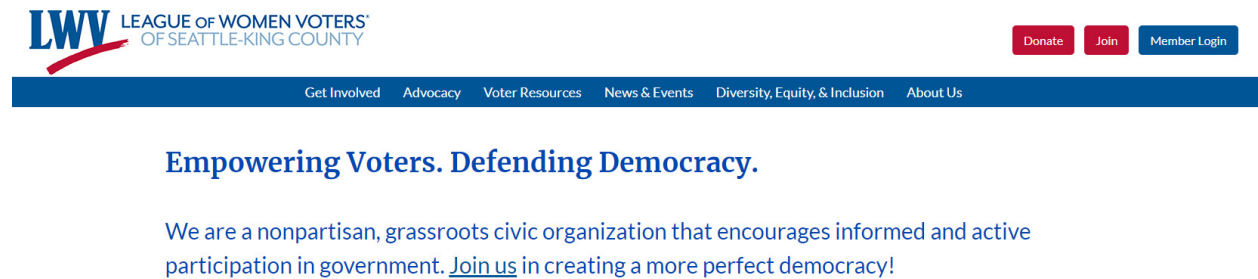 LWV LEAGUE OF WOMEN VOTERS®
OF SEATTLE-KING COUNTY
Donate Join Member Login
Get Involved Advocacy Voter Resources News & Events Diversity, Equity, & Inclusion About Us
Empowering Voters. Defending Democracy.
We are a nonpartisan, grassroots civic organization that encourages informed and active
participation in government. Join us in creating a more perfect democracy!